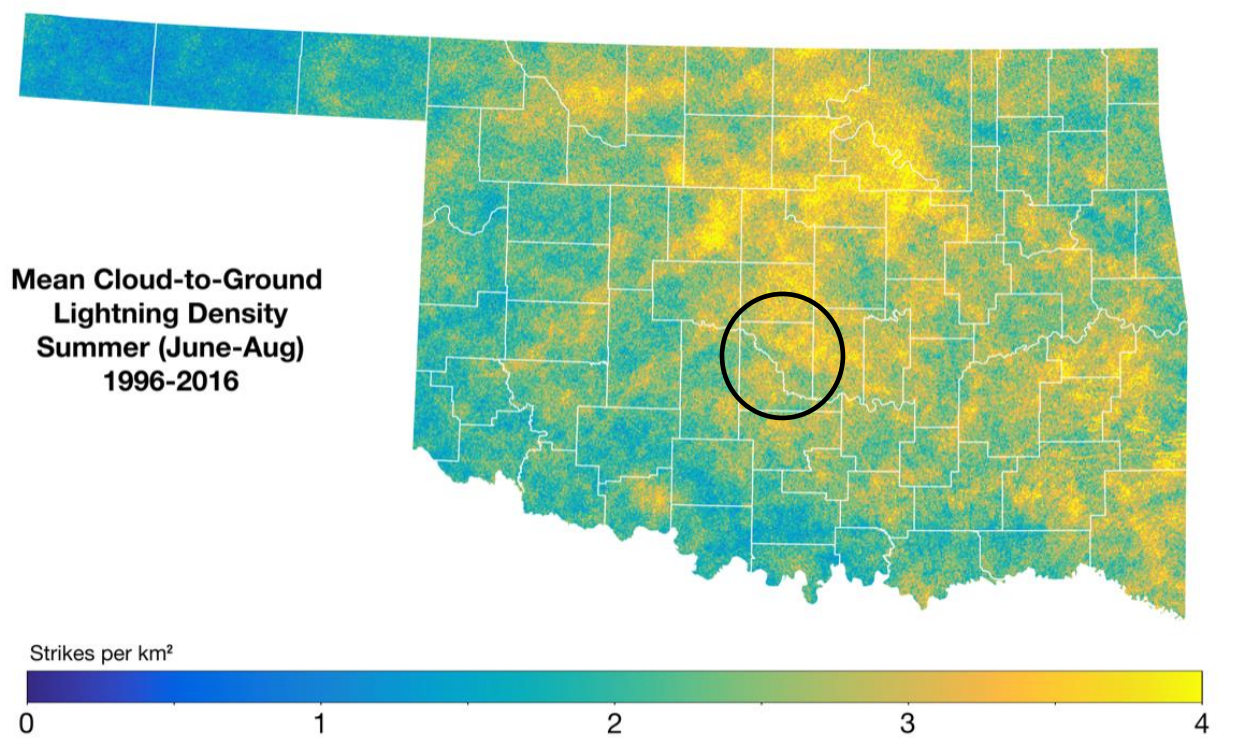 Mean Cloud-to-Ground
Lightning Density
Summer (June-Aug)
1996-2016
Strikes per km²
0 1 2 3 4